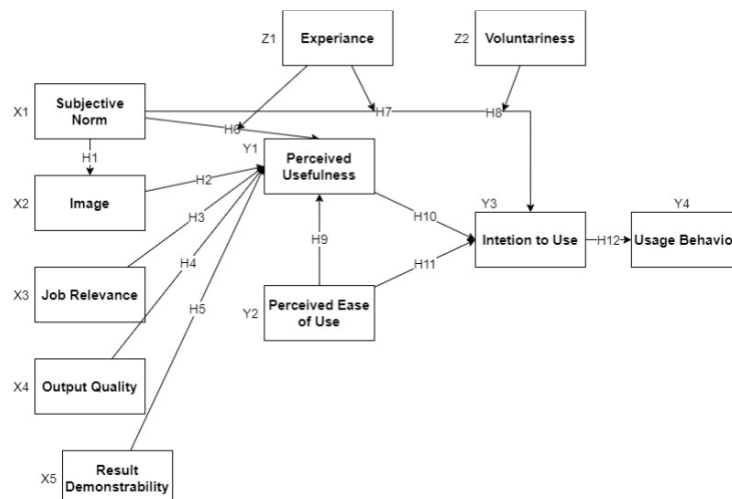 Z1
Experiance
Z2
Voluntariness
X1
Subjective
Norm
H7
H8
H6
H1
Y1
Perceived
Usefulness
X2
Image
H2
H3
H4
H5
H9
H10
H11
Y3
Intetion to Use
H12
Y4
Usage Behavio
X3
Job Relevance
Y2
Perceived Ease
of Use
X4
Output Quality
X5
Result
Demonstrability